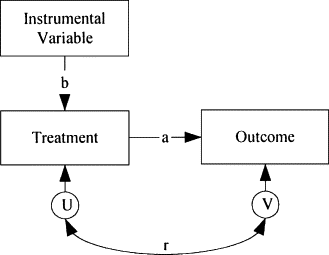 Instrumental
Variable
b
Treatment
a
Outcome
U
V
r